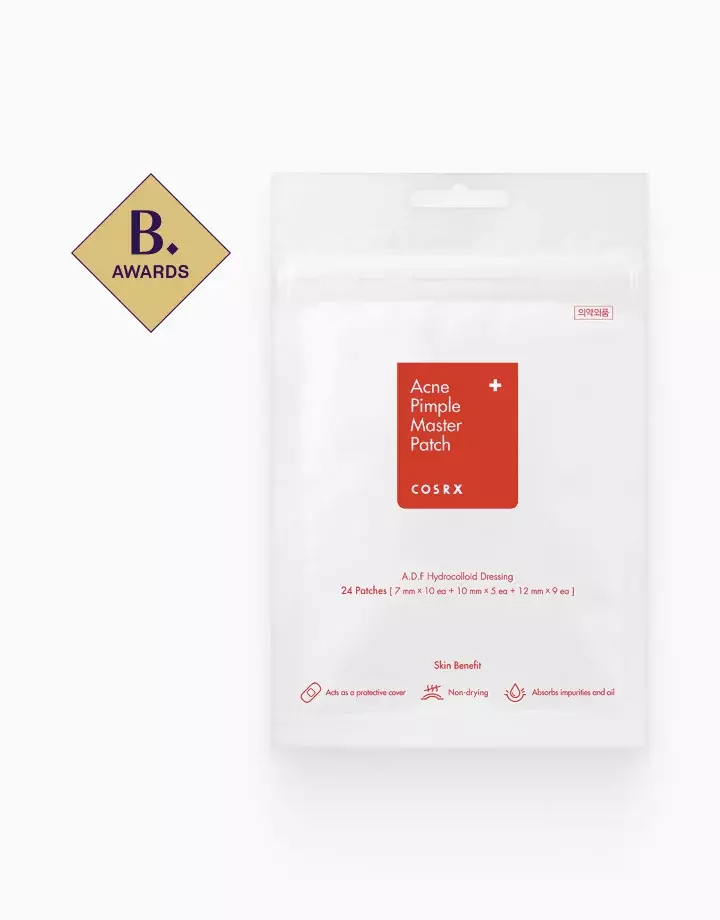 B.
AWARDS
의약외품
Acne
Pimple
Master
Patch
COSRX
A.D.F Hydrocolloid Dressing
24 Patches [ 7 mm × 10 ea + 10 mm × 5 ea + 12 mm × 9 ea ]
Skin Benefit
Acts as a protective cover
Non-drying
Absorbs impurities and oil